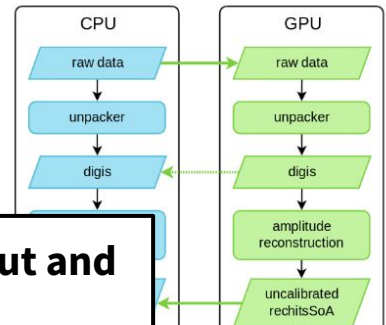 CPU
GPU
raw data
raw data
unpacker
unpacker
digis
digis
amplitude
reconstruction
ut and
uncalibrated
rechitsSoA